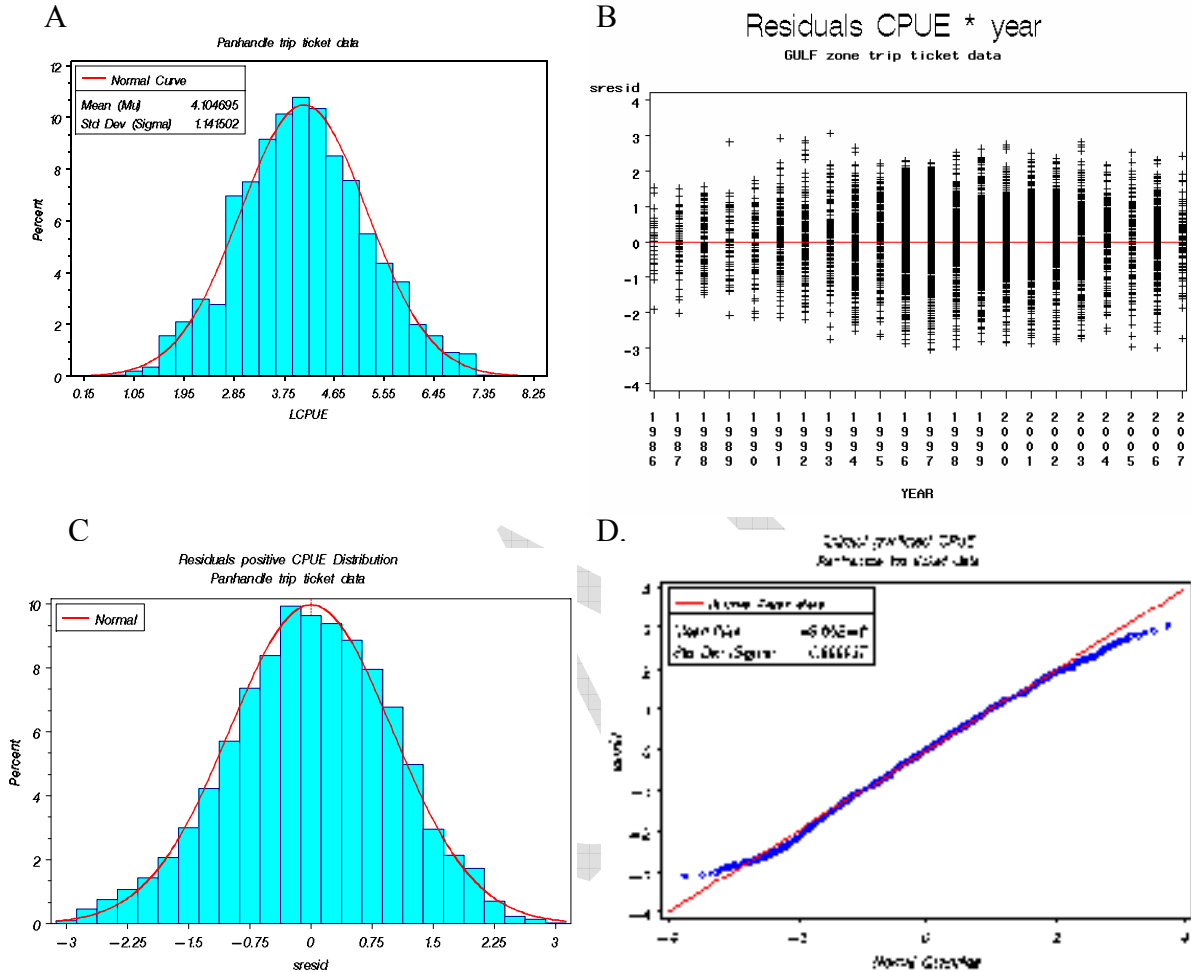 A
Panhandle trip ticket data
Normal Curve
Mean (Mu) 4.104695
Std Dev (Sigma) 1.141502
12
10
8
6
4
2
0
Percent
0.15 1.05 1.95 2.85 3.75 4.65 5.55 6.45 7.35 8.25
LCPUE
B
Residuals CPUE * year
GULF zone trip ticket data
sresid
4
3
2
1
0
-1
-2
-3
-4
1986 1987 1988 1989 1990 1991 1992 1993 1994 1995 1996 1997 1998 1999 2000 2001 2002 2003 2004 2005 2006 2007
YEAR
C
Residuals positive CPUE Distribution
Panhandle trip ticket data
Normal
10
8
6
4
2
0
Percent
-3 -2.25 -1.5 -0.75 0 0.75 1.5 2.25 3
sresid
D.
CPUE
ticket data
0
2
4
Normal